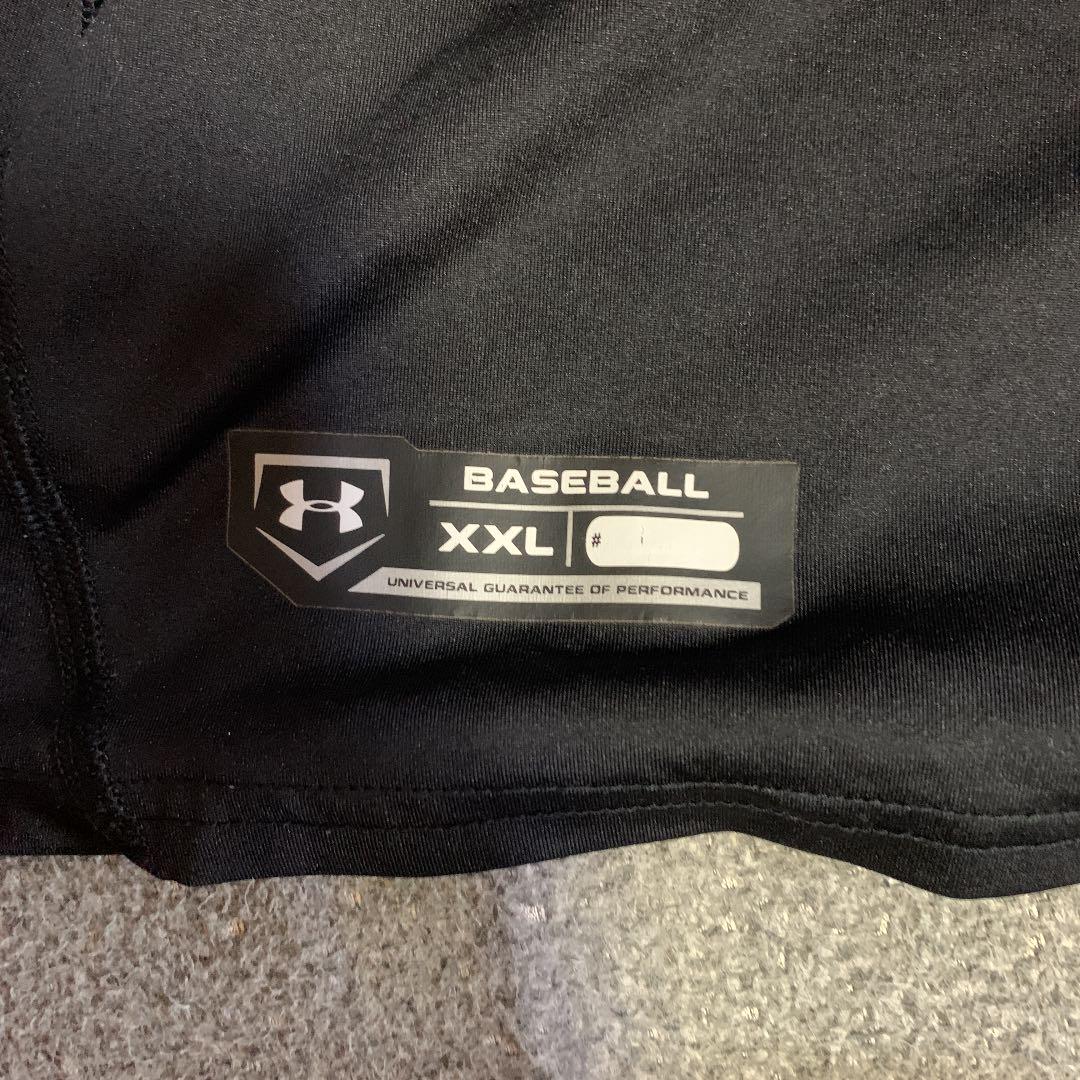 BASEBALL
XXL #
UNIVERSAL GUARANTEE OF PERFORMANCE